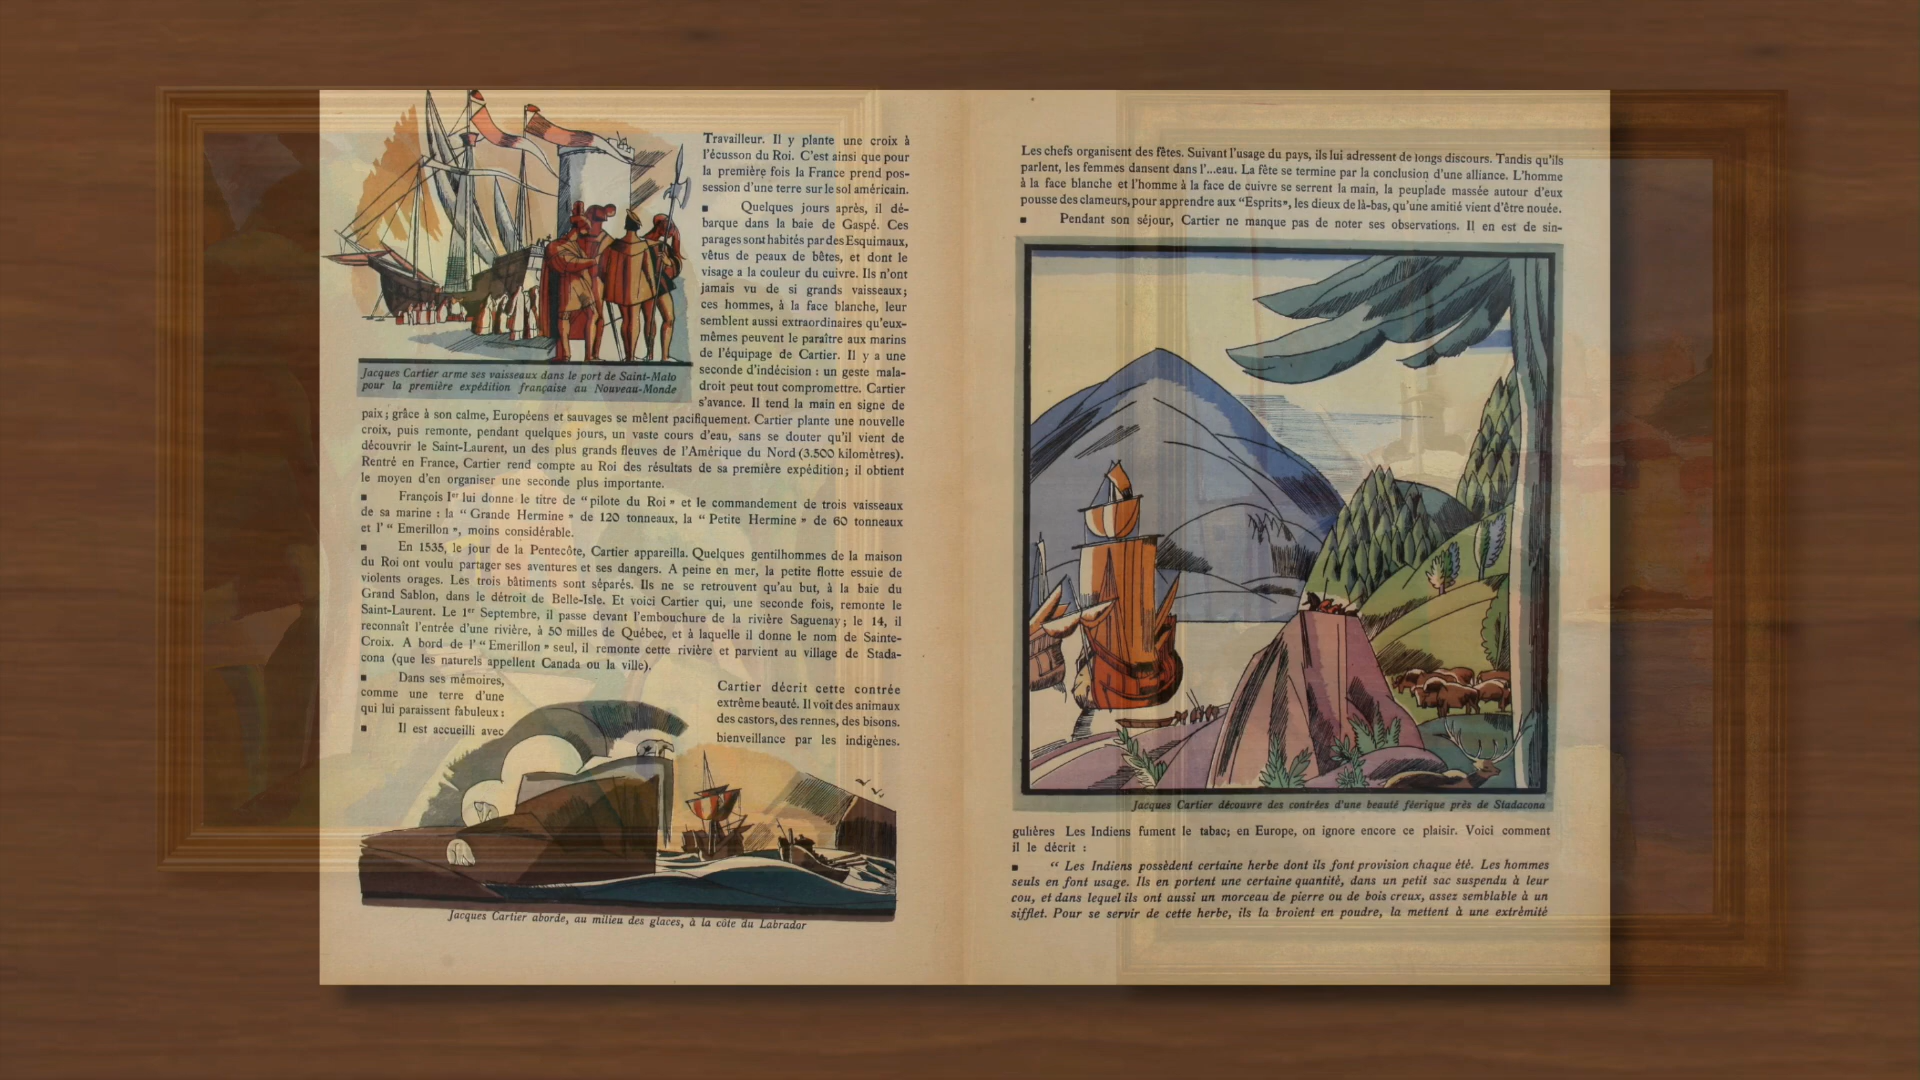 Travailleur. Il y plante une croix à
l'écusson du Roi. C'est ainsi que pour
la première fois la France prend pos-
session d'une terre sur le sol américain.
▪ Quelques jours après, il dé-
barque dans la baie de Gaspé. Ces
parages sont habités par des Esquimaux,
vêtus de peaux de bêtes, et dont le
visage a la couleur du cuivre. Ils n'ont
jamais vu de si grands vaisseaux;
ces hommes, à la face blanche, leur
semblent aussi extraordinaires qu'eux-
mêmes peuvent le paraître aux marins
de l'équipage de Cartier. Il y a une
seconde d'indécision : un geste mala-
droit peut tout compromettre. Cartier
s'avance. Il tend la main en signe de
Jacques Cartier arme ses vaisseaux dans le port de Saint-Malo
pour la première expédition française au Nouveau-Monde
paix; grâce à son calme, Européens et sauvages se mêlent pacifiquement. Cartier plante une nouvelle
croix, puis remonte, pendant quelques jours, un vaste cours d'eau, sans se douter qu'il vient de
découvrir le Saint-Laurent, un des plus grands fleuves de l'Amérique du Nord (3.500 kilomètres).
Rentré en France, Cartier rend compte au Roi des résultats de sa première expédition; il obtient
le moyen d'en organiser une seconde plus importante.
▪ François Ier lui donne le titre de “pilote du Roi” et le commandement de trois vaisseaux
de sa marine : la “Grande Hermine” de 120 tonneaux, la “Petite Hermine” de 60 tonneaux
et l'“Emerillon”, moins considérable.
▪ En 1535, le jour de la Pentecôte, Cartier appareilla. Quelques gentilhommes de la maison
du Roi ont voulu partager ses aventures et ses dangers. A peine en mer, la petite flotte essuie de
violents orages. Les trois bâtiments sont séparés. Ils ne se retrouvent qu'au but, à la baie du
Grand Sablon, dans le détroit de Belle-Isle. Et voici Cartier qui, une seconde fois, remonte le
Saint-Laurent. Le 1er Septembre, il passe devant l'embouchure de la rivière Saguenay; le 14, il
reconnaît l'entrée d'une rivière, à 50 milles de Québec, et à laquelle il donne le nom de Sainte-
Croix. A bord de l'“Emerillon” seul, il remonte cette rivière et parvient au village de Stada-
cona (que les naturels appellent Canada ou la ville).
▪ Dans ses mémoires, Cartier décrit cette contrée
comme une terre d'une extrême beauté. Il voit des animaux
qui lui paraissent fabuleux: des castors, des rennes, des bisons.
▪ Il est accueilli avec bienveillance par les indigènes.
Jacques Cartier aborde, au milieu des glaces, à la côte du Labrador
Les chefs organisent des fêtes. Suivant l'usage du pays, ils lui adressent de longs discours. Tandis qu'ils
parlent, les femmes dansent dans l'...eau. La fête se termine par la conclusion d'une alliance. L'homme
à la face blanche et l'homme à la face de cuivre se serrent la main, la peuplade massée autour d'eux
pousse des clameurs, pour apprendre aux “Esprits”, les dieux de là-bas, qu'une amitié vient d'être nouée.
▪ Pendant son séjour, Cartier ne manque pas de noter ses observations. Il en est de sin-
Jacques Cartier découvre des contrées d'une beauté féerique près de Stadacona
gulières Les Indiens fument le tabac; en Europe, on ignore encore ce plaisir. Voici comment
il le décrit :
▪ “Les Indiens possèdent certaine herbe dont ils font provision chaque été. Les hommes
seuls en font usage. Ils en portent une certaine quantité, dans un petit sac suspendu à leur
cou, et dans lequel ils ont aussi un morceau de pierre ou de bois creux, assez semblable à un
sifflet. Pour se servir de cette herbe, ils la broient en poudre, la mettent à une extrêmité